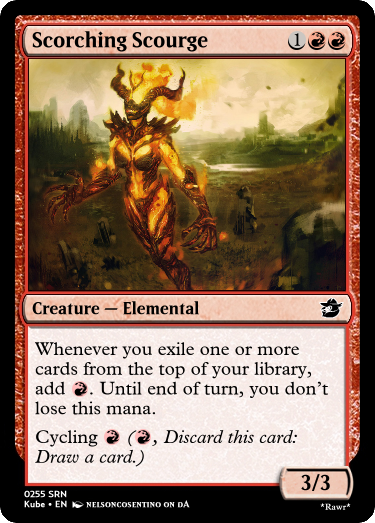 Scorching Scourge 1
Creature — Elemental
Whenever you exile one or more
cards from the top of your library,
add . Until end of turn, you don't
lose this mana.
Cycling (, Discard this card:
Draw a card.)
3/3
0255 SRN
Kube • EN NELSONCOSENTINO ON DA
*Rawr*